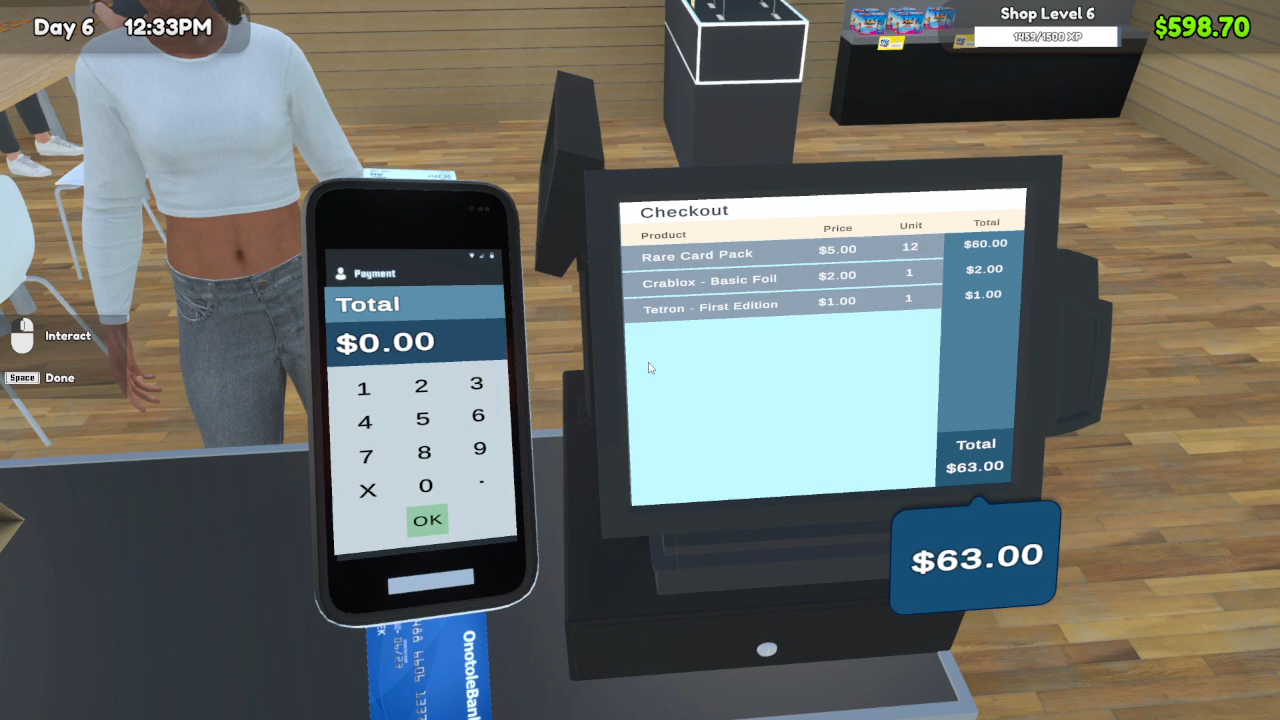 Day 6 12:33PM
Shop Level 6
1459/1500 XP
$598.70
Interact
Space Done
Payment
Total
$0.00
1 2 3
4 5 6
7 8 9
X 0 .
OK
Checkout
Product Price Unit Total
Rare Card Pack $5.00 12 $60.00
Crablox - Basic Foil $2.00 1 $2.00
Tetron - First Edition $1.00 1 $1.00
Total
$63.00
$63.00
OnotoleBank